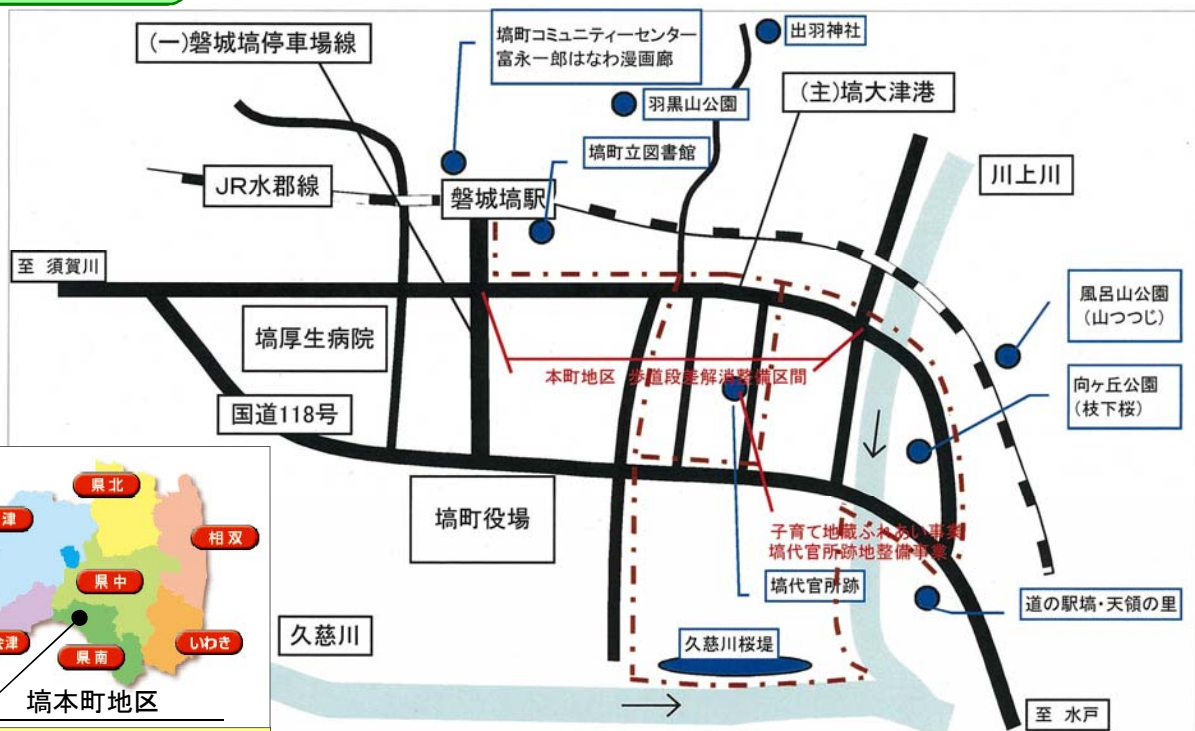 (一)磐城塙停車場線
塙町コミュニティーセンター
富永一郎はなわ漫画廊
出羽神社
羽黒山公園
(主)塙大津港
塙町立図書館
川上川
JR水郡線
磐城塙駅
至 須賀川
風呂山公園
(山つつじ)
塙厚生病院
本町地区 歩道段差解消整備区間
向ヶ丘公園
(枝下桜)
国道118号
塙町役場
子育て地蔵ふれあい事業
塙代官所跡地整備事業
塙代官所跡
道の駅塙・天領の里
久慈川
久慈川桜堤
至 水戸
県北
津
相双
県中
会津
県南
いわき
塙本町地区